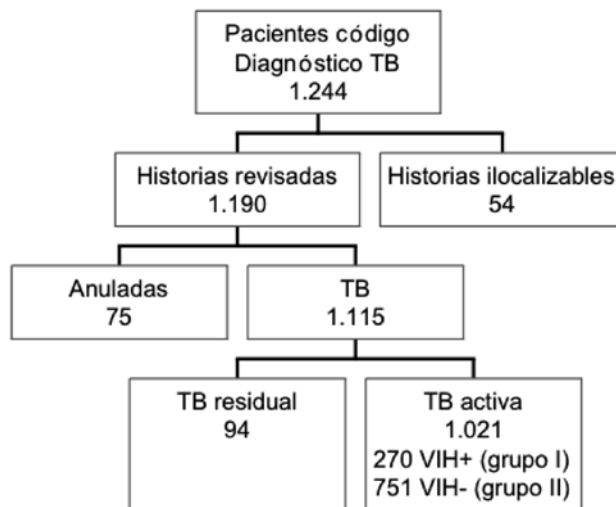 Pacientes código
Diagnóstico TB
1.244
Historias revisadas
1.190
Historias ilocalizables
54
Anuladas
75
TB
1.115
TB residual
94
TB activa
1.021
270 VIH+ (grupo I)
751 VIH- (grupo II)